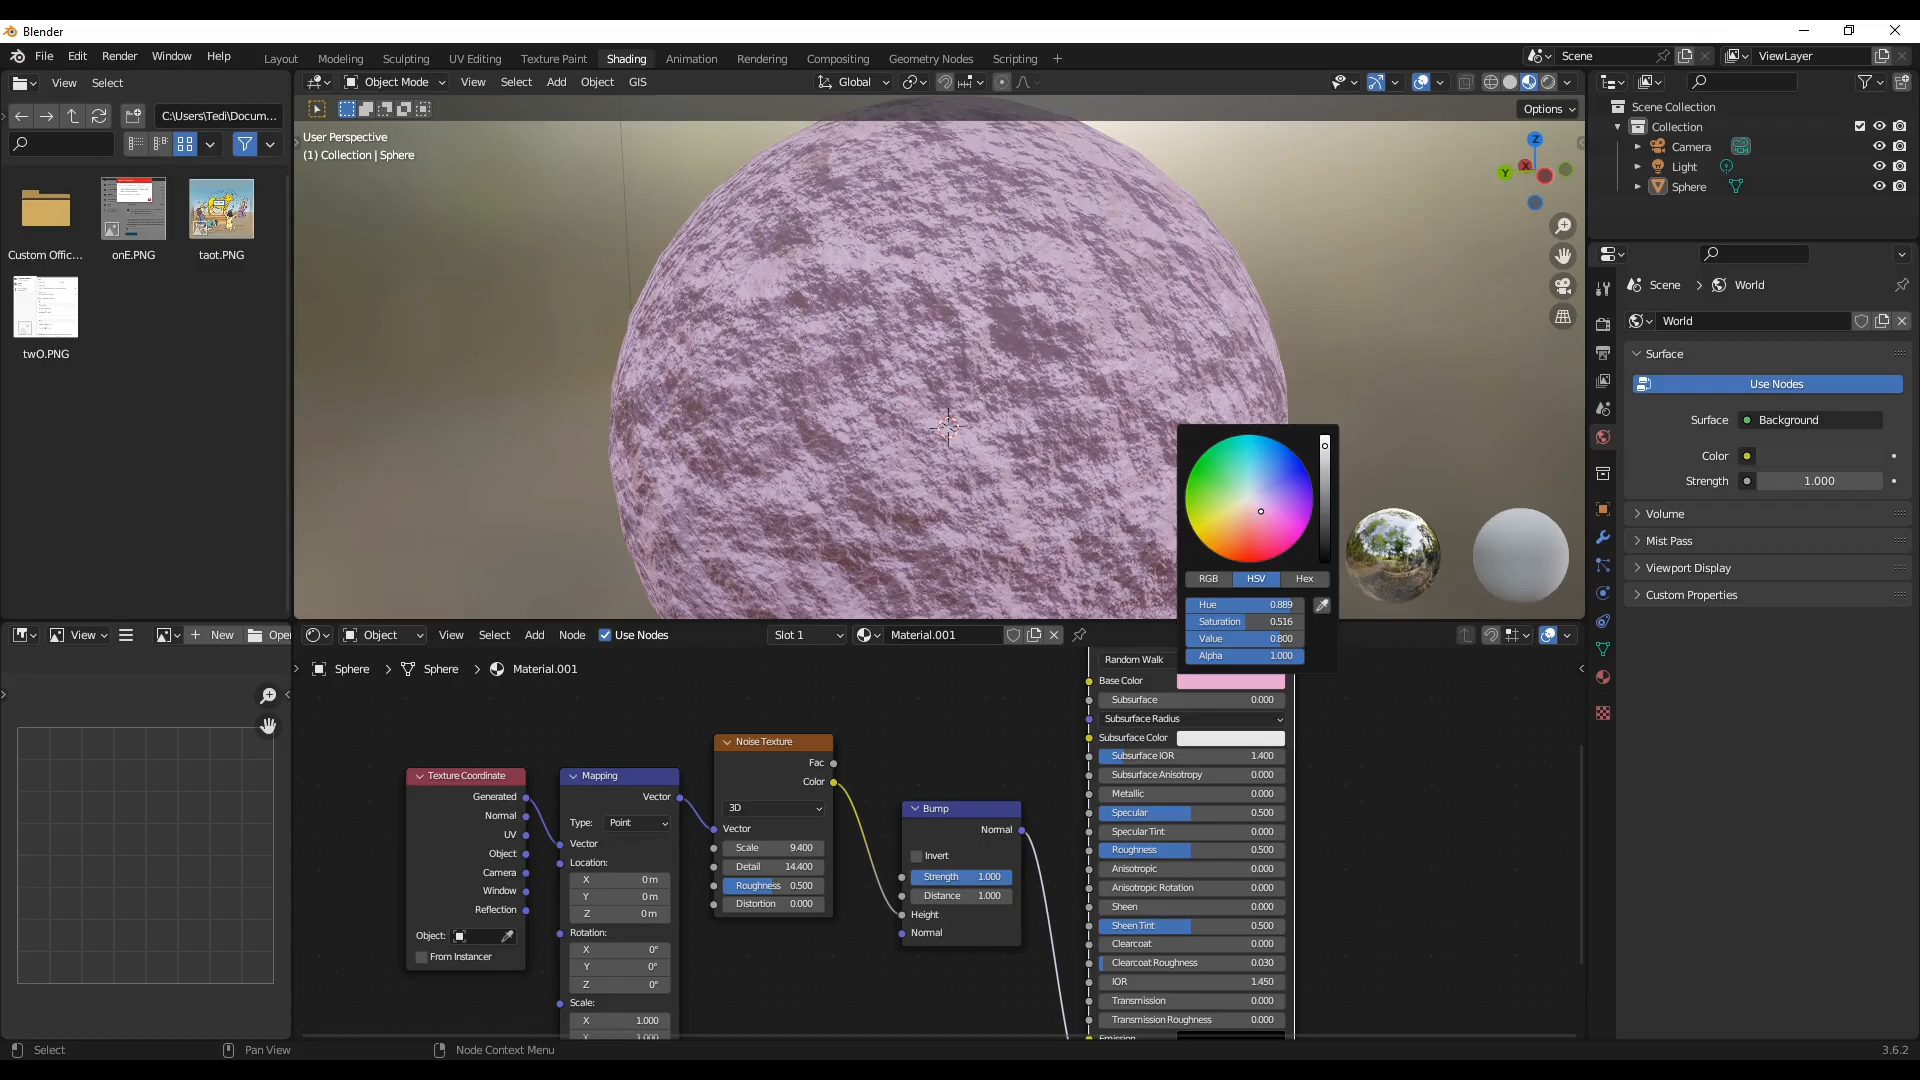 Blender
File Edit Render Window Help
Layout Modeling Sculpting UV Editing Texture Paint Shading Animation Rendering Compositing Geometry Nodes Scripting +
Scene
ViewLayer
View Select
Object Mode View Select Add Object GIS
Global
Options
C:\Users\Tedi\Docum...
Custom Offic...
onE.PNG
taot.PNG
twO.PNG
User Perspective
(1) Collection | Sphere
Z
Y
X
RGB HSV Hex
Hue 0.889
Saturation 0.516
Value 0.800
Alpha 1.000
Scene Collection
Collection
Camera
Light
Sphere
Scene > World
World
Surface
Use Nodes
Surface Background
Color
Strength 1.000
Volume
Mist Pass
Viewport Display
Custom Properties
View
+ New
Open
Object View Select Add Node Use Nodes
Slot 1
Material.001
Sphere > Sphere > Material.001
Texture Coordinate
Generated
Normal
UV
Object
Camera
Window
Reflection
Object:
From Instancer
Mapping
Vector
Type: Point
Vector
Location:
X 0 m
Y 0 m
Z 0 m
Rotation:
X 0°
Y 0°
Z 0°
Scale:
X 1.000
Y 1.000
Noise Texture
Fac
Color
3D
Vector
Scale 9.400
Detail 14.400
Roughness 0.500
Distortion 0.000
Bump
Normal
Invert
Strength 1.000
Distance 1.000
Height
Normal
Random Walk
Base Color
Subsurface 0.000
Subsurface Radius
Subsurface Color
Subsurface IOR 1.400
Subsurface Anisotropy 0.000
Metallic 0.000
Specular 0.500
Specular Tint 0.000
Roughness 0.500
Anisotropic 0.000
Anisotropic Rotation 0.000
Sheen 0.000
Sheen Tint 0.500
Clearcoat 0.000
Clearcoat Roughness 0.030
IOR 1.450
Transmission 0.000
Transmission Roughness 0.000
Emission
Select
Pan View
Node Context Menu
3.6.2